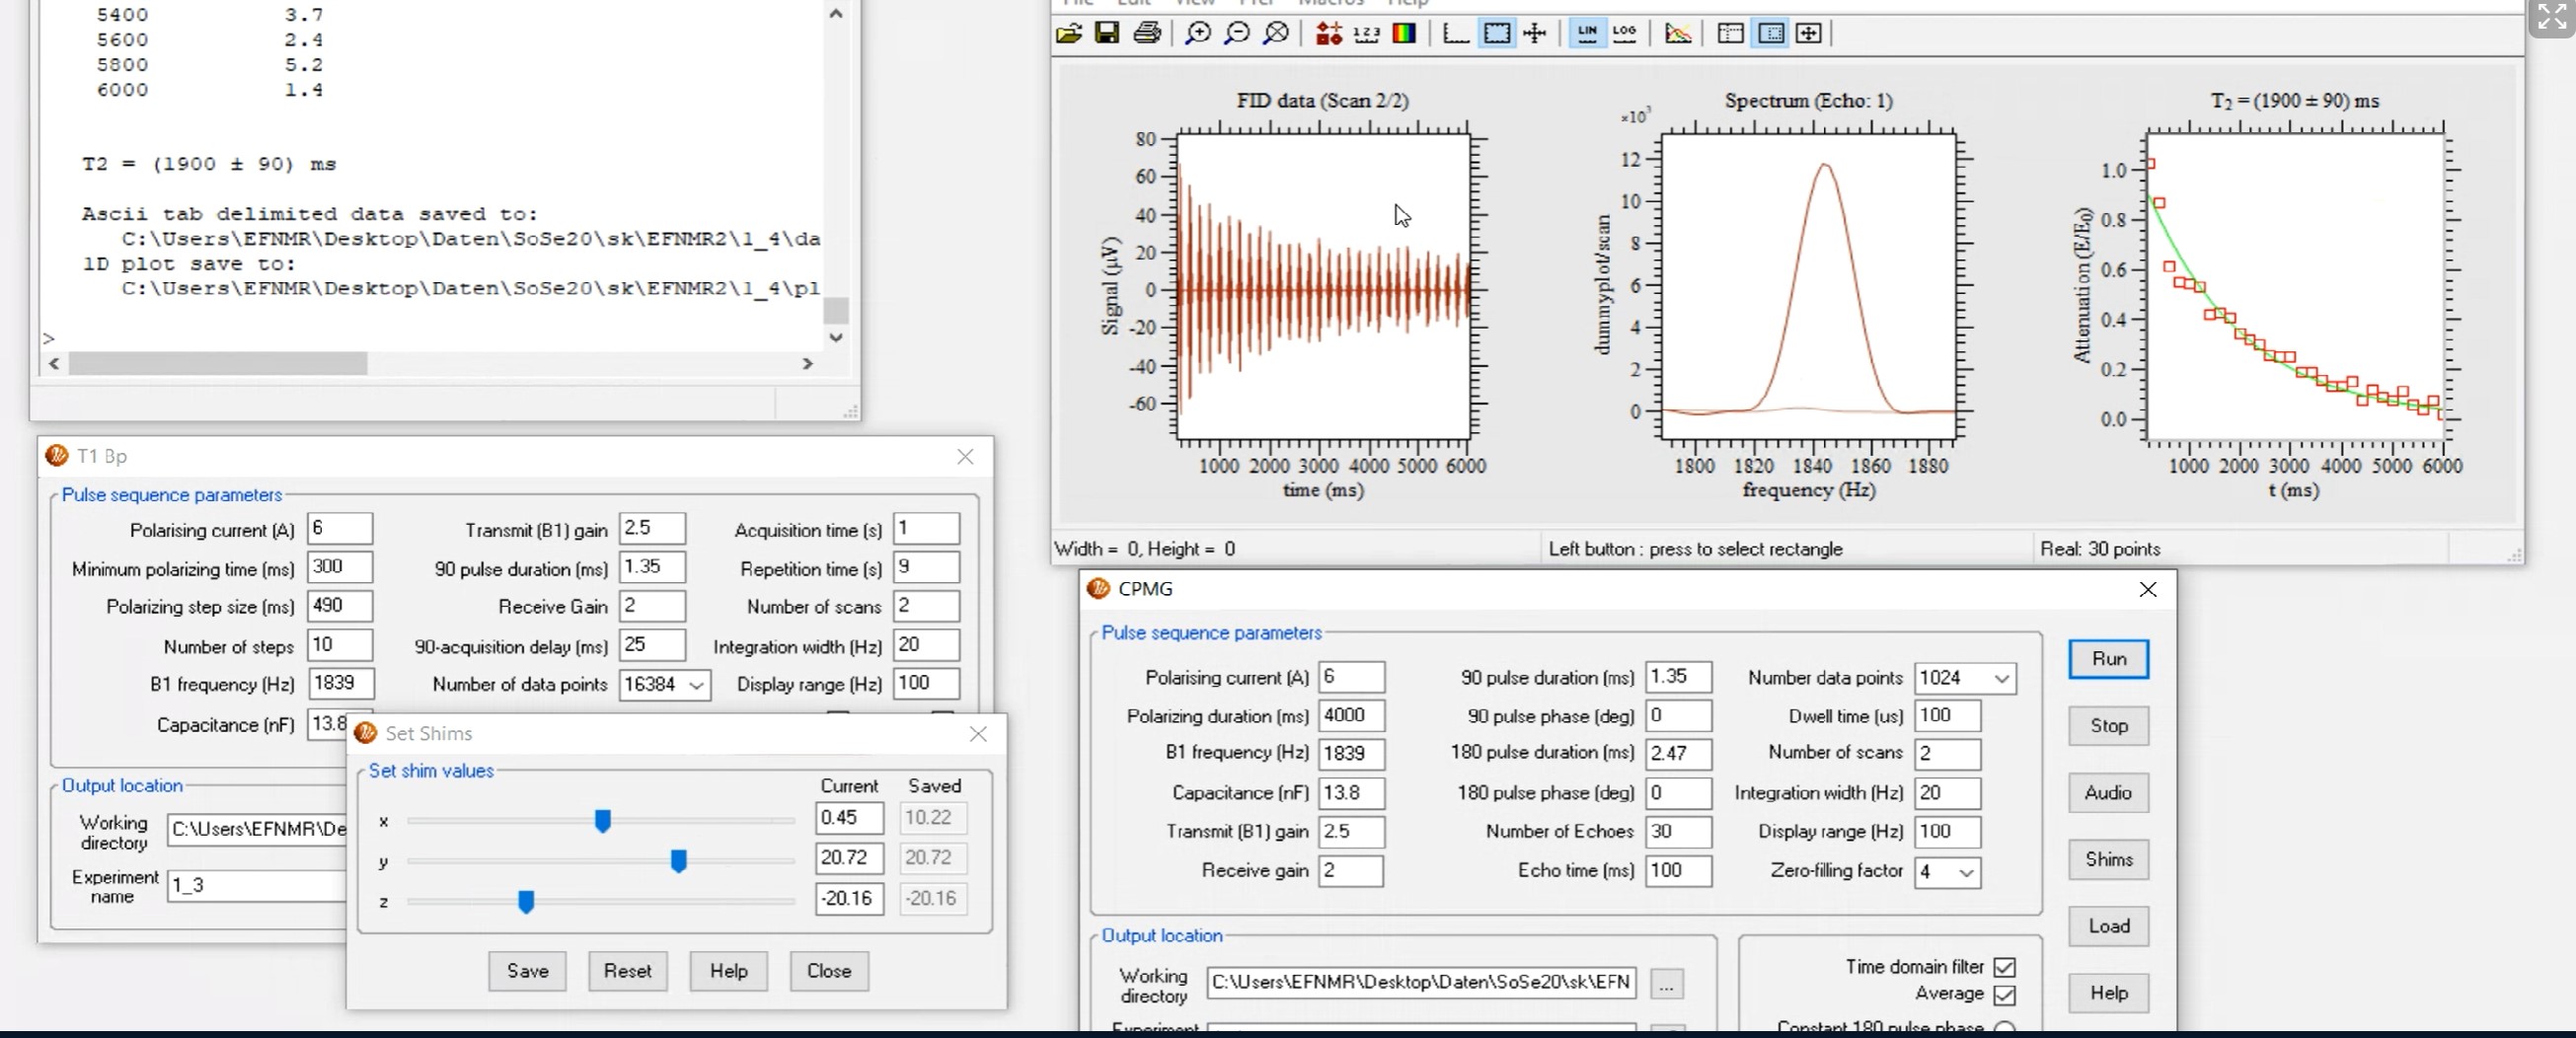 5400 3.7
5600 2.4
5800 5.2
6000 1.4
T2 = (1900 ± 90) ms
Ascii tab delimited data saved to:
C:\Users\EFNMR\Desktop\Daten\SoSe20\sk\EFNMR2\1_4\da
1D plot save to:
C:\Users\EFNMR\Desktop\Daten\SoSe20\sk\EFNMR2\1_4\pl
>
File Edit View Pref Macros Help
1 2 3 LIN LOG
FID data (Scan 2/2)
80
60
40
20
0
-20
-40
-60
Signal (µV)
1000 2000 3000 4000 5000 6000
time (ms)
Spectrum (Echo: 1)
×10³
12
10
8
6
4
2
0
dummyplot/scan
1800 1820 1840 1860 1880
frequency (Hz)
T₂ = (1900 ± 90) ms
1.0
0.8
0.6
0.4
0.2
0.0
Attenuation (E/E₀)
1000 2000 3000 4000 5000 6000
t (ms)
Width = 0, Height = 0 Left button : press to select rectangle Real: 30 points
T1 Bp
Pulse sequence parameters
Polarising current (A) 6 Transmit (B1) gain 2.5 Acquisition time (s) 1
Minimum polarizing time (ms) 300 90 pulse duration (ms) 1.35 Repetition time (s) 9
Polarizing step size (ms) 490 Receive Gain 2 Number of scans 2
Number of steps 10 90-acquisition delay (ms) 25 Integration width (Hz) 20
B1 frequency (Hz) 1839 Number of data points 16384 Display range (Hz) 100
Capacitance (nF) 13.8
Output location
Working directory C:\Users\EFNMR\De
Experiment name 1_3
Set Shims
Set shim values
Current Saved
x 0.45 10.22
y 20.72 20.72
z -20.16 -20.16
Save Reset Help Close
CPMG
Pulse sequence parameters
Polarising current (A) 6 90 pulse duration (ms) 1.35 Number data points 1024
Polarizing duration (ms) 4000 90 pulse phase (deg) 0 Dwell time (us) 100
B1 frequency (Hz) 1839 180 pulse duration (ms) 2.47 Number of scans 2
Capacitance (nF) 13.8 180 pulse phase (deg) 0 Integration width (Hz) 20
Transmit (B1) gain 2.5 Number of Echoes 30 Display range (Hz) 100
Receive gain 2 Echo time (ms) 100 Zero-filling factor 4
Run
Stop
Audio
Shims
Load
Help
Output location
Working directory C:\Users\EFNMR\Desktop\Daten\SoSe20\sk\EFN ...
Experiment
Time domain filter
Average
Constant 180 pulse phase